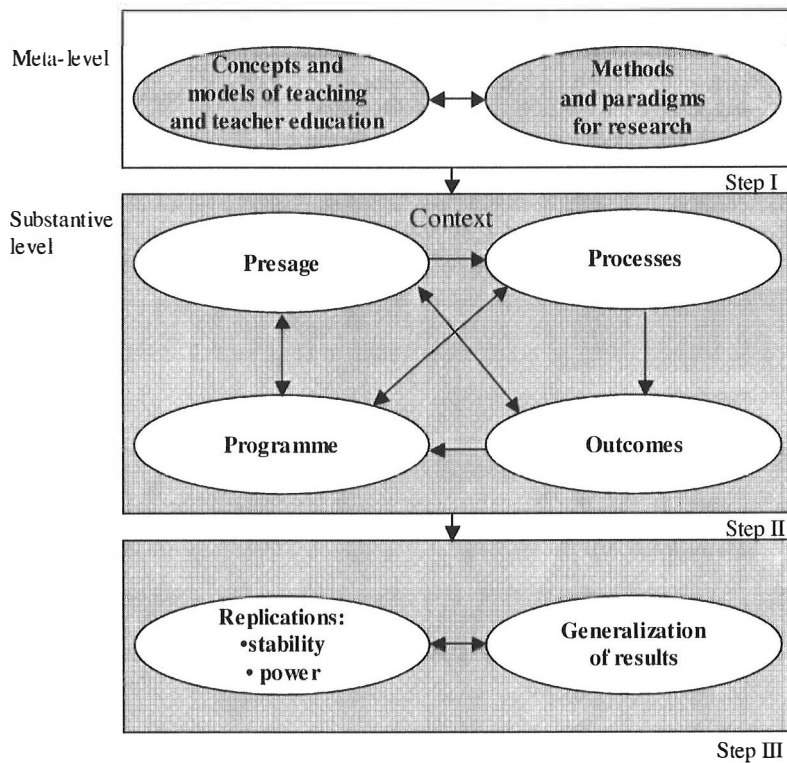 Meta-level
Concepts and
models of teaching
and teacher education
Methods
and paradigms
for research
Step I
Substantive
level
Context
Presage
Processes
Programme
Outcomes
Step II
Replications:
•stability
• power
Generalization
of results
Step III